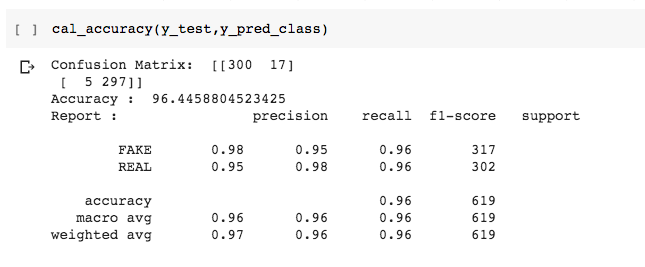 [ ] cal_accuracy(y_test,y_pred_class)
Confusion Matrix: [[300 17]
[ 5 297]]
Accuracy : 96.4458804523425
Report : precision recall f1-score support
FAKE 0.98 0.95 0.96 317
REAL 0.95 0.98 0.96 302
accuracy 0.96 619
macro avg 0.96 0.96 0.96 619
weighted avg 0.97 0.96 0.96 619